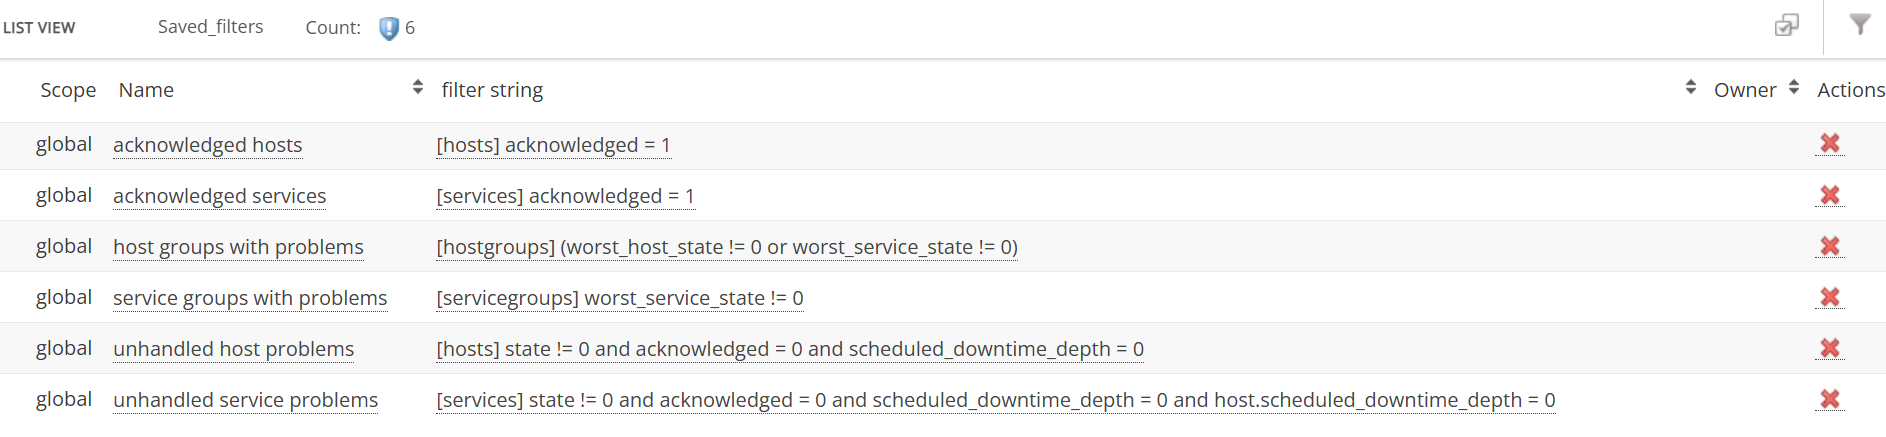 LIST VIEW Saved_filters Count: 6
Scope Name filter string Owner Actions
global acknowledged hosts [hosts] acknowledged = 1
global acknowledged services [services] acknowledged = 1
global host groups with problems [hostgroups] (worst_host_state != 0 or worst_service_state != 0)
global service groups with problems [servicegroups] worst_service_state != 0
global unhandled host problems [hosts] state != 0 and acknowledged = 0 and scheduled_downtime_depth = 0
global unhandled service problems [services] state != 0 and acknowledged = 0 and scheduled_downtime_depth = 0 and host.scheduled_downtime_depth = 0